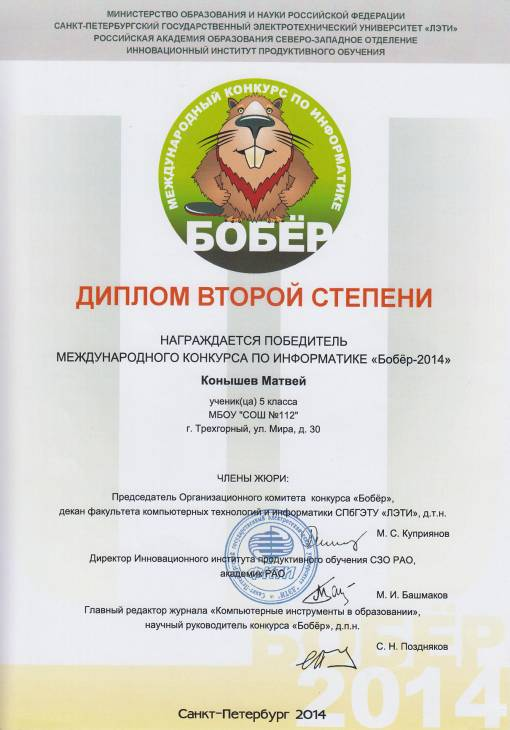 МИНИСТЕРСТВО ОБРАЗОВАНИЯ И НАУКИ РОССИЙСКОЙ ФЕДЕРАЦИИ
САНКТ-ПЕТЕРБУРГСКИЙ ГОСУДАРСТВЕННЫЙ ЭЛЕКТРОТЕХНИЧЕСКИЙ УНИВЕРСИТЕТ «ЛЭТИ»
РОССИЙСКАЯ АКАДЕМИЯ ОБРАЗОВАНИЯ СЕВЕРО-ЗАПАДНОЕ ОТДЕЛЕНИЕ
ИННОВАЦИОННЫЙ ИНСТИТУТ ПРОДУКТИВНОГО ОБУЧЕНИЯ
МЕЖДУНАРОДНЫЙ КОНКУРС ПО ИНФОРМАТИКЕ
БОБЁР
ДИПЛОМ ВТОРОЙ СТЕПЕНИ
НАГРАЖДАЕТСЯ ПОБЕДИТЕЛЬ
МЕЖДУНАРОДНОГО КОНКУРСА ПО ИНФОРМАТИКЕ «Бобёр-2014»
Конышев Матвей
ученик(ца) 5 класса
МБОУ "СОШ №112"
г. Трехгорный, ул. Мира, д. 30
ЧЛЕНЫ ЖЮРИ:
Председатель Организационного комитета конкурса «Бобёр»,
декан факультета компьютерных технологий и информатики СПбГЭТУ «ЛЭТИ», д.т.н.
М. С. Куприянов
Директор Инновационного института продуктивного обучения СЗО РАО,
академик РАО
М. И. Башмаков
Главный редактор журнала «Компьютерные инструменты в образовании»,
научный руководитель конкурса «Бобёр», д.п.н.
С. Н. Поздняков
БОБЁР
2014
Санкт-Петербург 2014